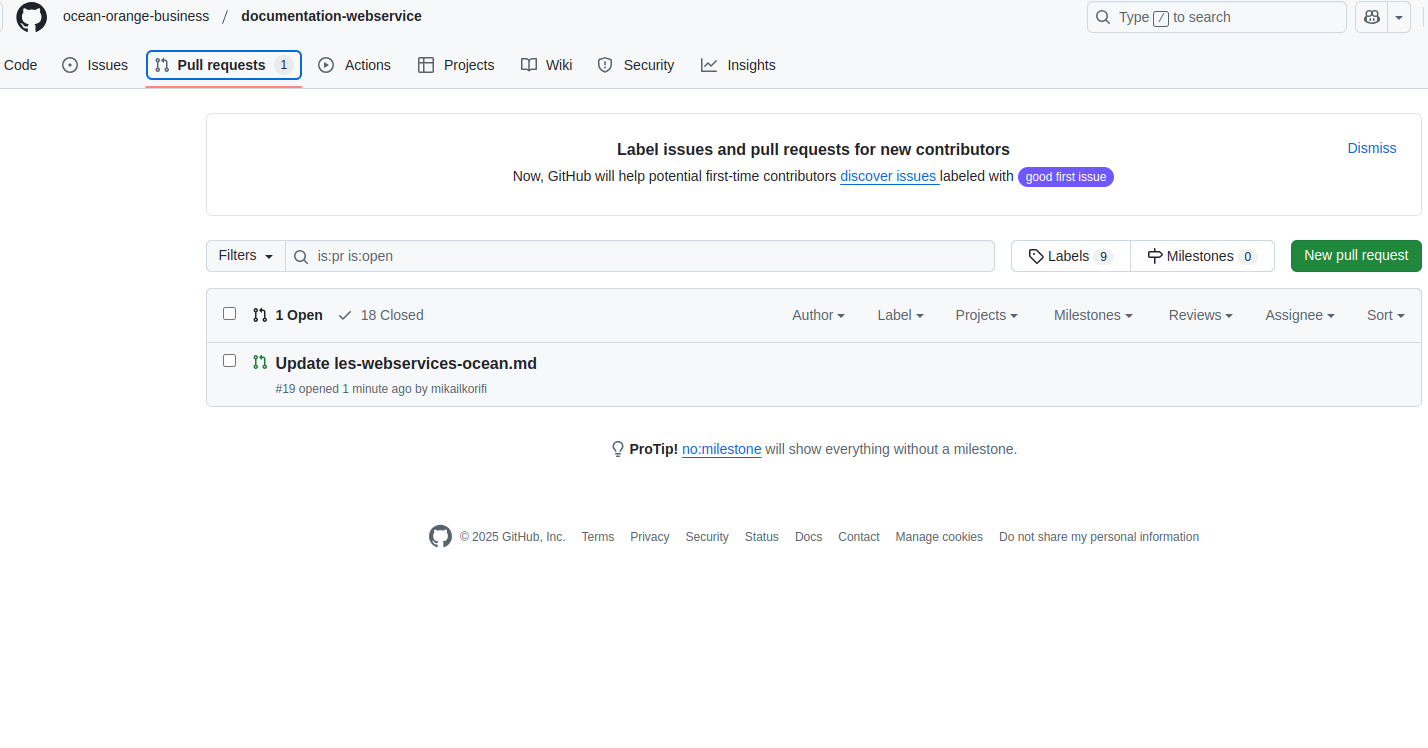 ocean-orange-business / documentation-webservice
Type / to search
Code Issues Pull requests 1 Actions Projects Wiki Security Insights
Label issues and pull requests for new contributors
Dismiss
Now, GitHub will help potential first-time contributors discover issues labeled with good first issue
Filters is:pr is:open Labels 9 Milestones 0 New pull request
1 Open 18 Closed Author Label Projects Milestones Reviews Assignee Sort
Update les-webservices-ocean.md
#19 opened 1 minute ago by mikailkorifi
ProTip! no:milestone will show everything without a milestone.
© 2025 GitHub, Inc. Terms Privacy Security Status Docs Contact Manage cookies Do not share my personal information